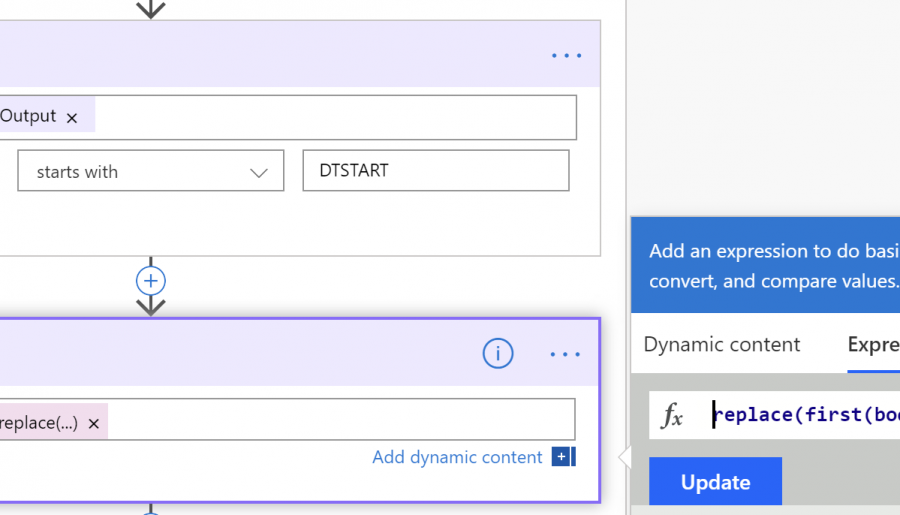 Output ×
starts with
DTSTART
Add an expression to do basi
convert, and compare values.
Dynamic content
Expre
replace(...) ×
fx
replace(first(boo
Add dynamic content
Update